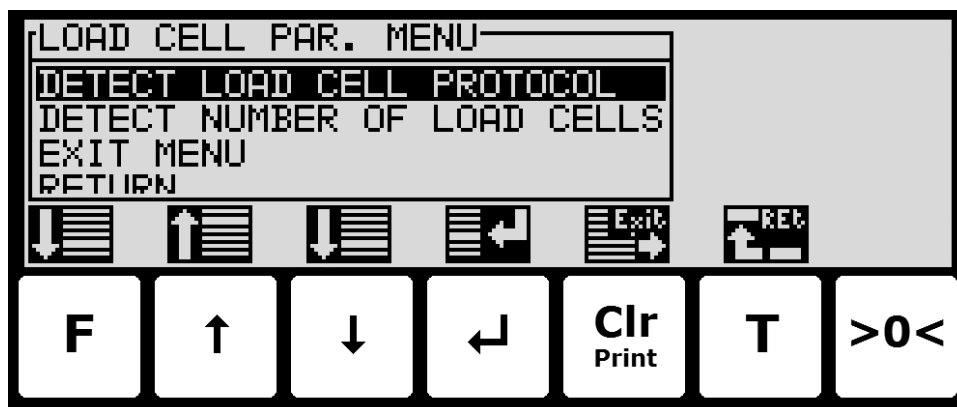 LOAD CELL PAR. MENU
DETECT LOAD CELL PROTOCOL
DETECT NUMBER OF LOAD CELLS
EXIT MENU
RETURN
Exit REt
F ↑ ↓ ↵ Clr T >0<
Print